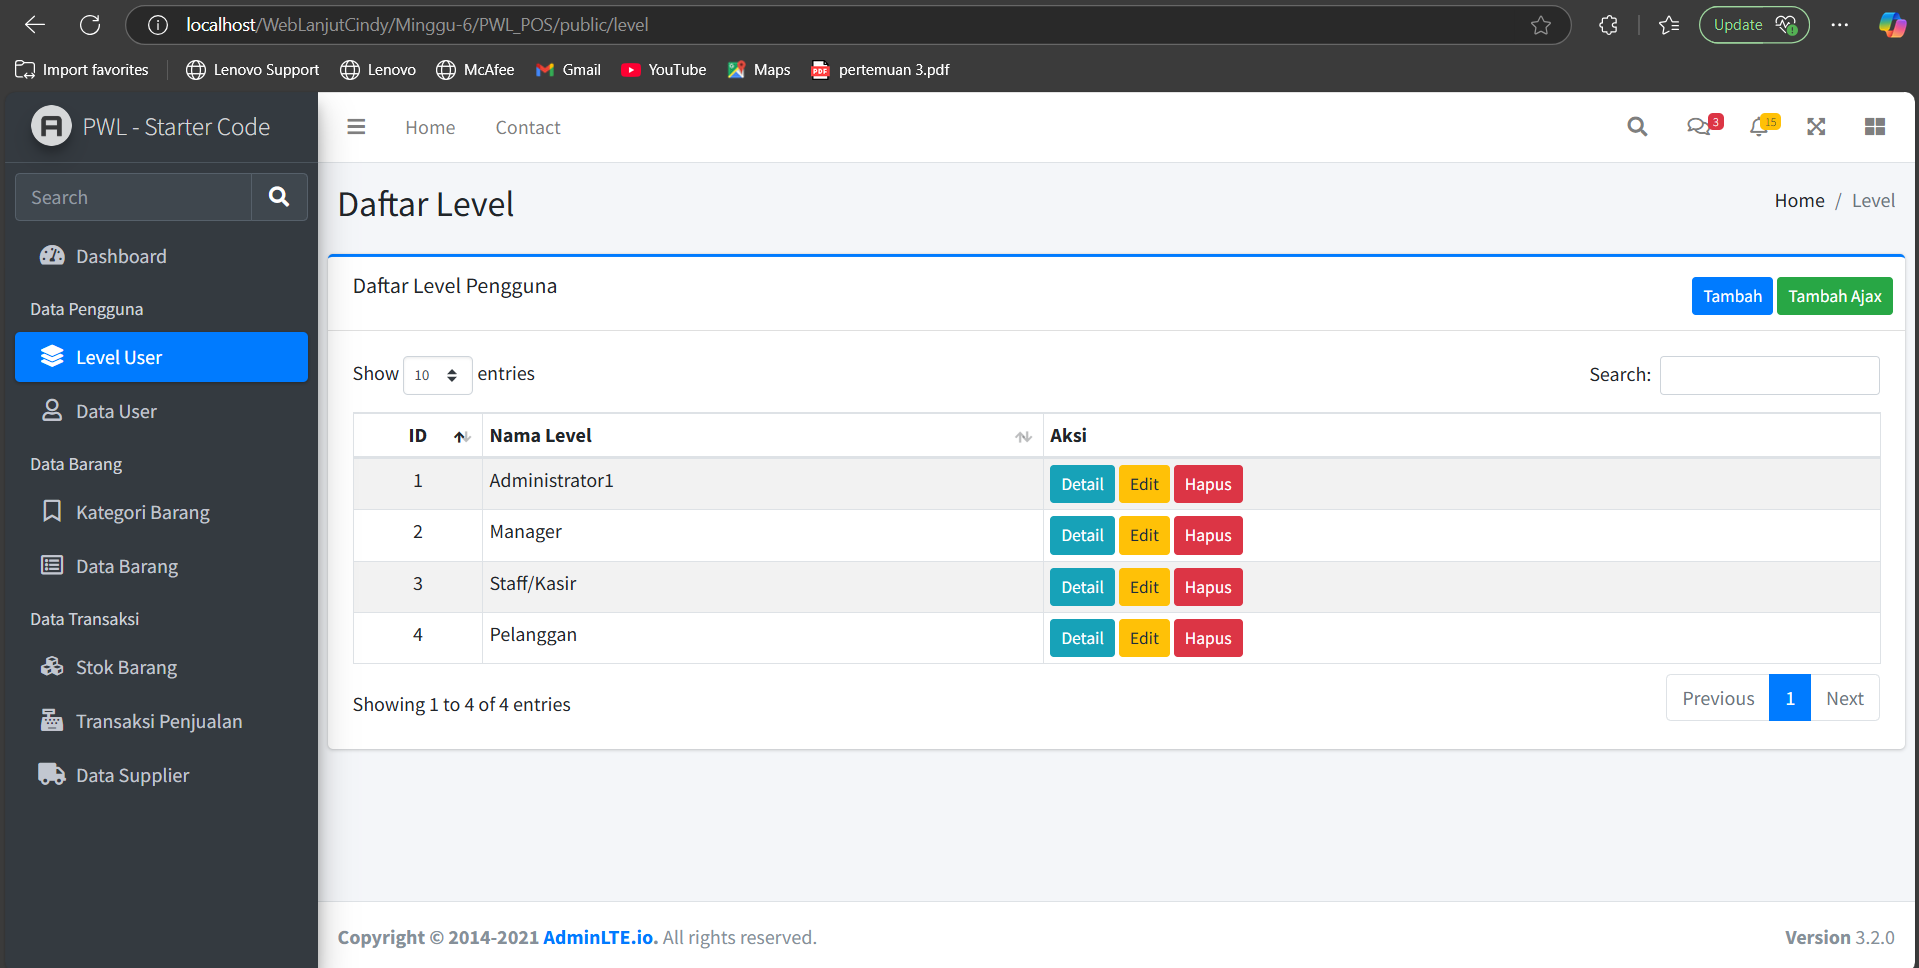 localhost/WebLanjutCindy/Minggu-6/PWL_POS/public/level
Update
Import favorites
Lenovo Support
Lenovo
McAfee
Gmail
YouTube
Maps
PDF
pertemuan 3.pdf
PWL - Starter Code
Home
Contact
3
15
Search
Daftar Level
Home / Level
Dashboard
Data Pengguna
Level User
Data User
Data Barang
Kategori Barang
Data Barang
Data Transaksi
Stok Barang
Transaksi Penjualan
Data Supplier
Daftar Level Pengguna
Tambah
Tambah Ajax
Show 10 entries
Search:
ID Nama Level Aksi
1 Administrator1 Detail Edit Hapus
2 Manager Detail Edit Hapus
3 Staff/Kasir Detail Edit Hapus
4 Pelanggan Detail Edit Hapus
Showing 1 to 4 of 4 entries
Previous 1 Next
Copyright © 2014-2021 AdminLTE.io. All rights reserved.
Version 3.2.0